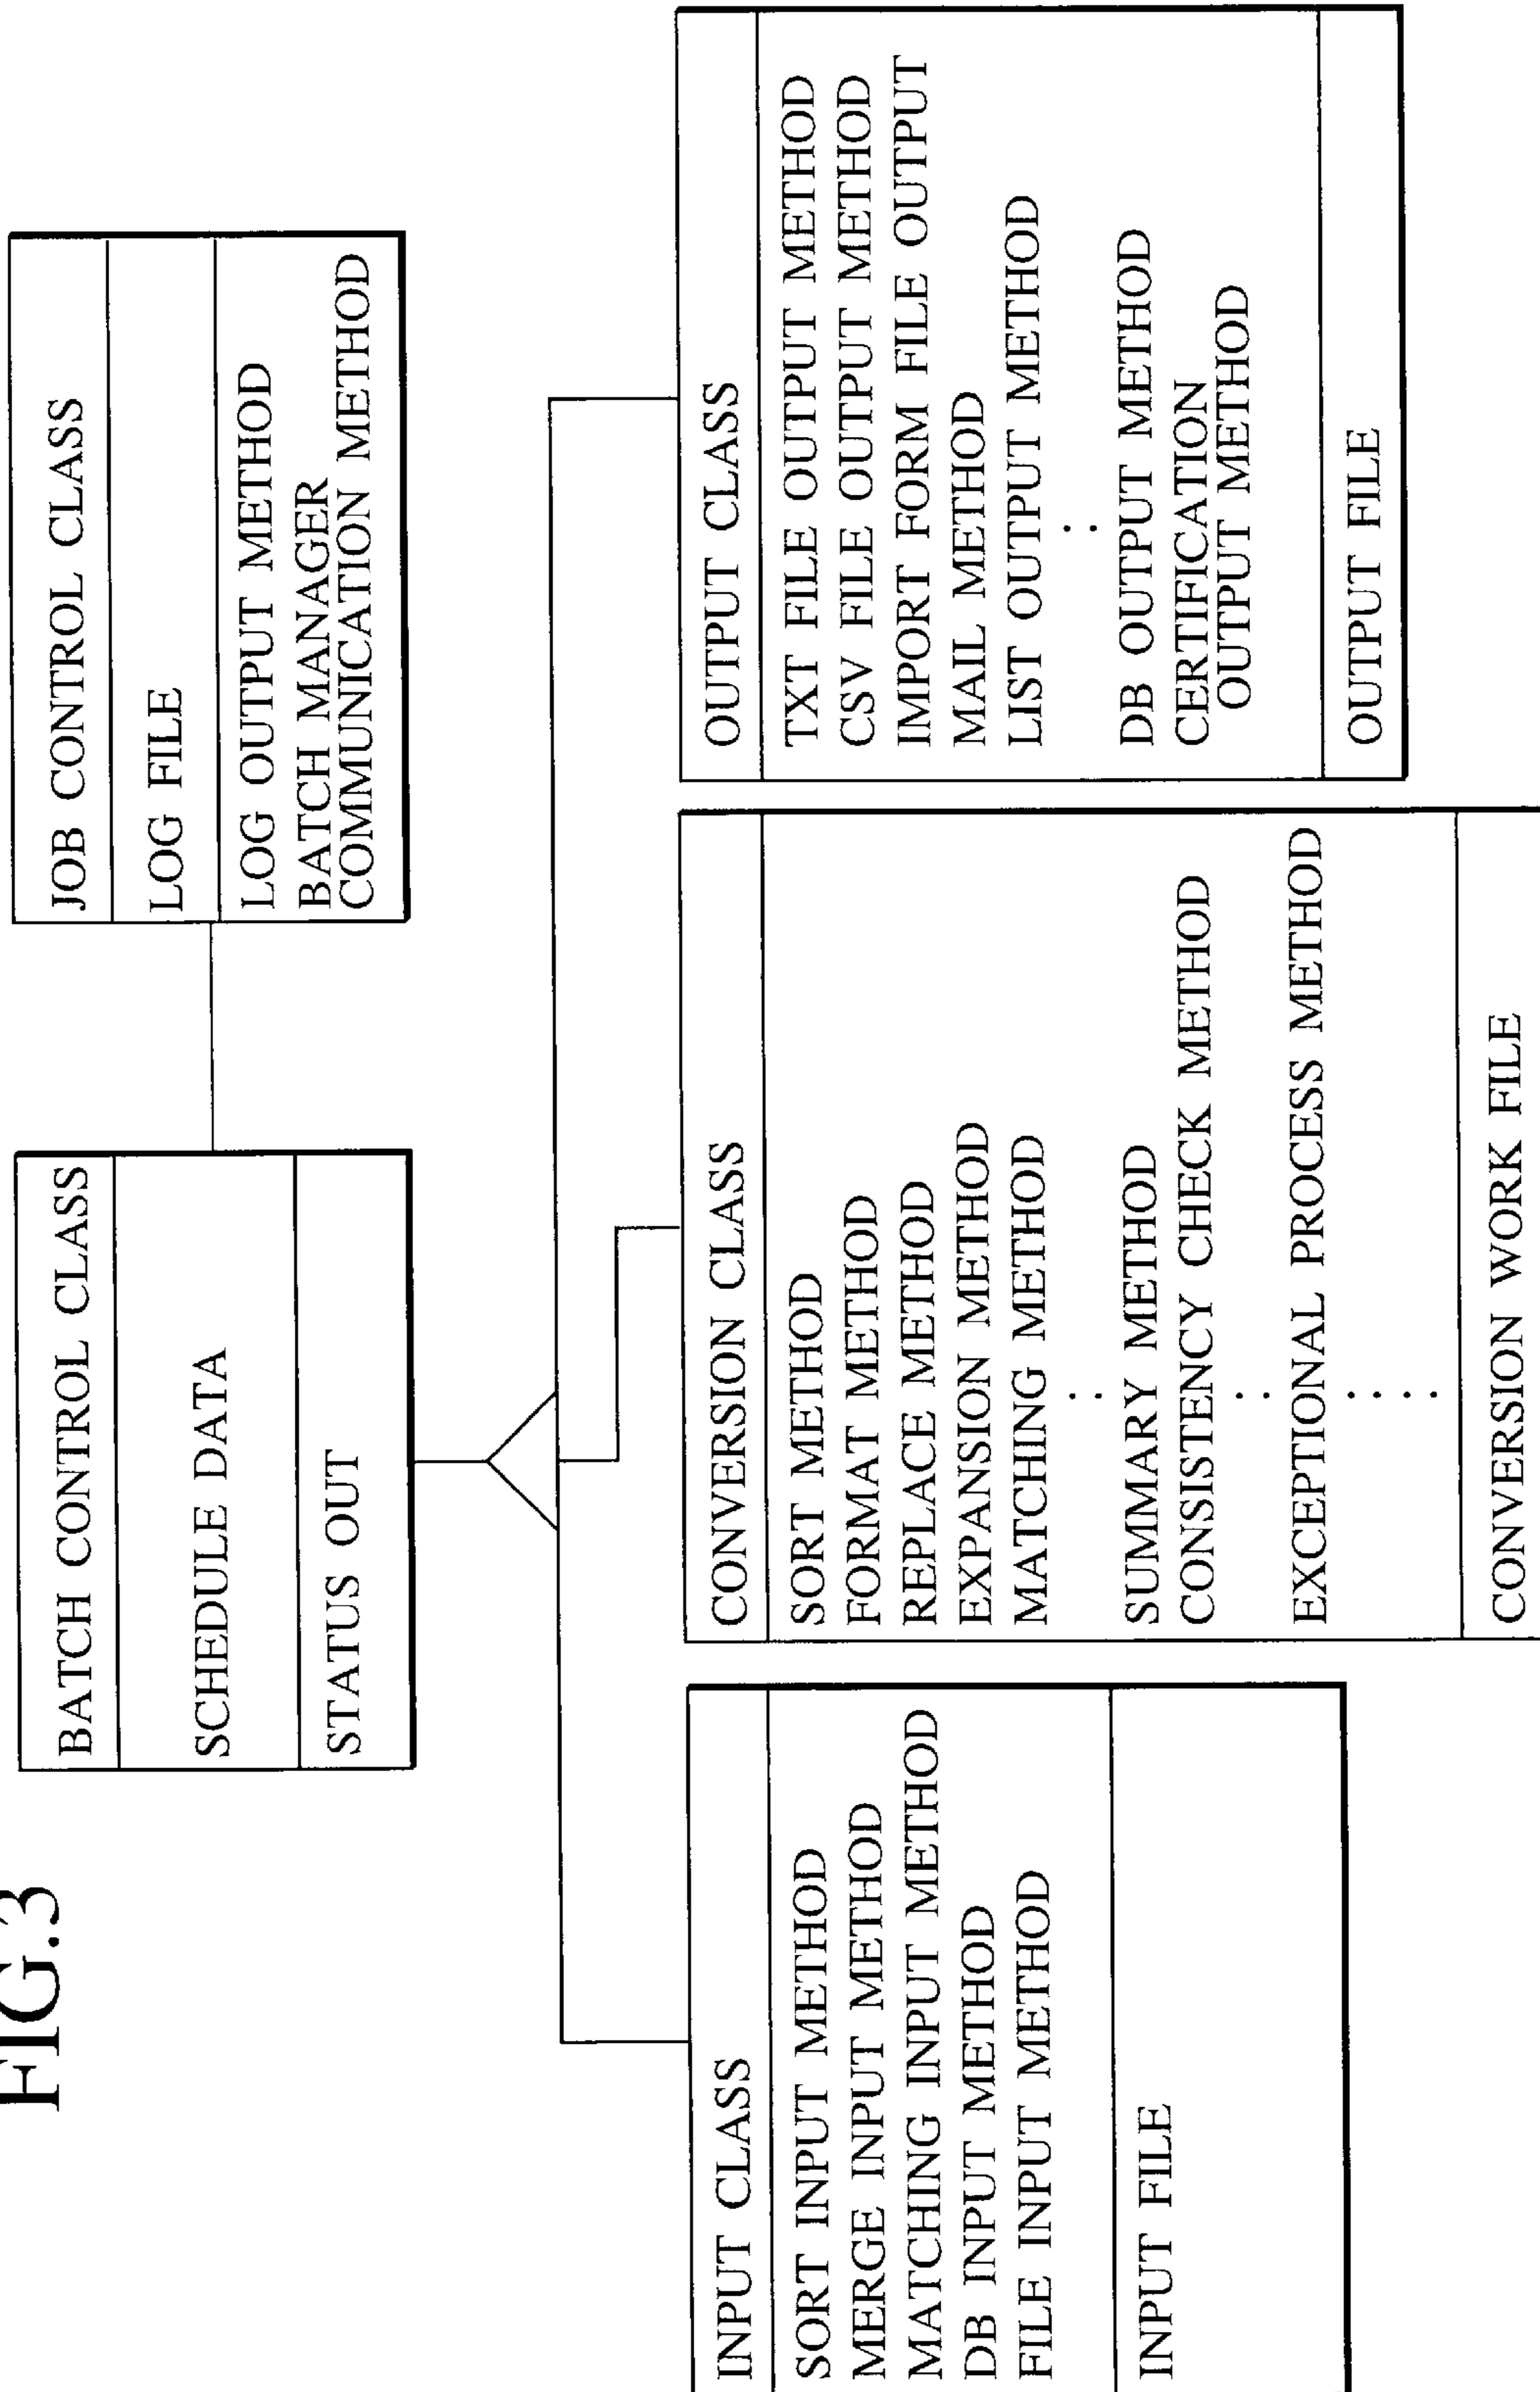 FIG.3
BATCH CONTROL CLASS
SCHEDULE DATA
STATUS OUT
JOB CONTROL CLASS
LOG FILE
LOG OUTPUT METHOD
BATCH MANAGER
COMMUNICATION METHOD
INPUT CLASS
SORT INPUT METHOD
MERGE INPUT METHOD
MATCHING INPUT METHOD
DB INPUT METHOD
FILE INPUT METHOD
INPUT FILE
CONVERSION CLASS
SORT METHOD
FORMAT METHOD
REPLACE METHOD
EXPANSION METHOD
MATCHING METHOD
SUMMARY METHOD
CONSISTENCY CHECK METHOD
EXCEPTIONAL PROCESS METHOD
CONVERSION WORK FILE
OUTPUT CLASS
TXT FILE OUTPUT METHOD
CSV FILE OUTPUT METHOD
IMPORT FORM FILE OUTPUT
MAIL METHOD
LIST OUTPUT METHOD
DB OUTPUT METHOD
CERTIFICATION
OUTPUT METHOD
OUTPUT FILE